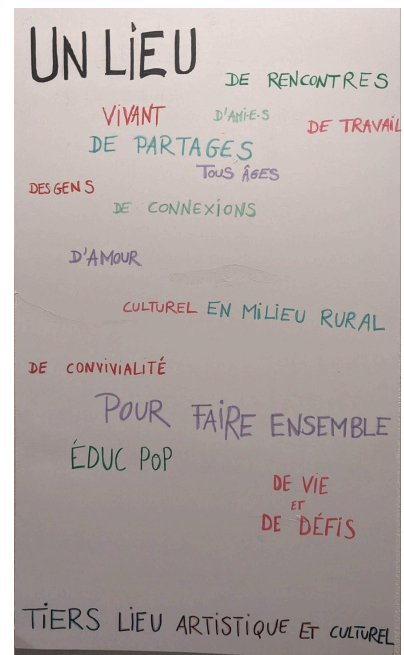 UN LIEU
DE RENCONTRES
VIVANT
D'AMI-E-S
DE TRAVAIL
DE PARTAGES
TOUS ÂGES
DES GENS
DE CONNEXIONS
D'AMOUR
CULTUREL EN MILIEU RURAL
DE CONVIVIALITÉ
POUR FAIRE ENSEMBLE
ÉDUC POP
DE VIE
ET
DE DÉFIS
TIERS LIEU ARTISTIQUE ET CULTUREL